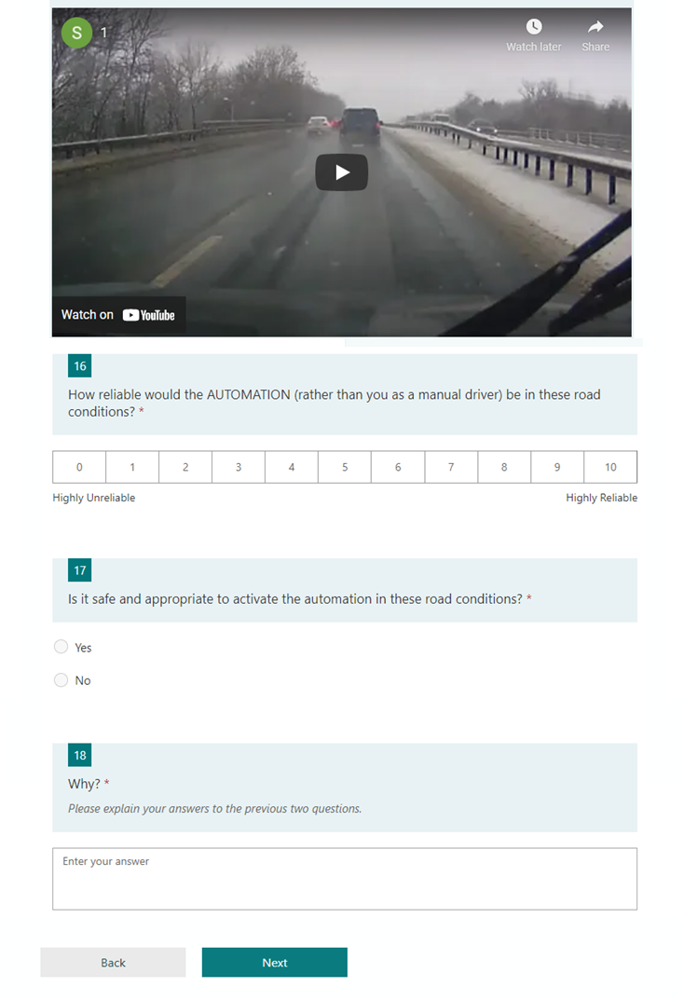 S 1
Watch later Share
Watch on YouTube
16
How reliable would the AUTOMATION (rather than you as a manual driver) be in these road
conditions? *
0 1 2 3 4 5 6 7 8 9 10
Highly Unreliable Highly Reliable
17
Is it safe and appropriate to activate the automation in these road conditions? *
Yes
No
18
Why? *
Please explain your answers to the previous two questions.
Enter your answer
Back Next